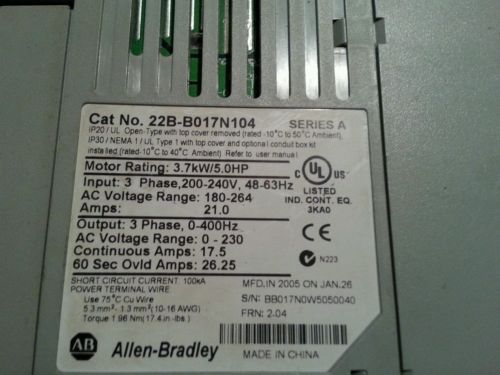 Cat No. 22B-B017N104 SERIES A
IP20 / UL Open-Type with top cover removed (rated -10°C to 50°C Ambient).
IP30 / NEMA 1 / UL Type 1 with top cover and optional conduit box kit
installed (rated-10°C to 40°C Ambient) Refer to user manual
Motor Rating: 3.7kW/5.0HP
Input: 3 Phase,200-240V, 48-63Hz
AC Voltage Range: 180-264
Amps: 21.0
Output: 3 Phase, 0-400Hz
AC Voltage Range: 0 - 230
Continuous Amps: 17.5
60 Sec Ovld Amps: 26.25
SHORT CIRCUIT CURRENT: 100kA
POWER TERMINAL WIRE
Use 75°C Cu Wire
5.3 mm² - 1.3 mm² (10-16 AWG)
Torque 1.96 Nm (17.4 in.-lbs.)
C UL US
LISTED
IND. CONT. EQ.
3KA0
N223
MFD.IN 2005 ON JAN.26
S/N: BB017N0W5050040
FRN: 2.04
AB Allen-Bradley
MADE IN CHINA